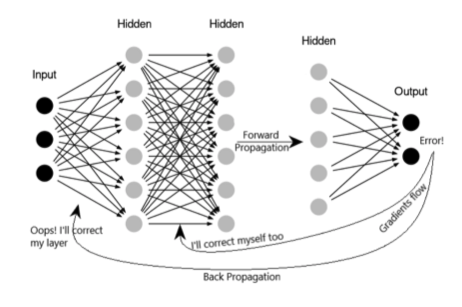 Hidden
Hidden
Hidden
Input
Output
Forward
Propagation
Error!
Gradients flow
Oops! I'll correct
my layer
I'll correct myself too
Back Propagation